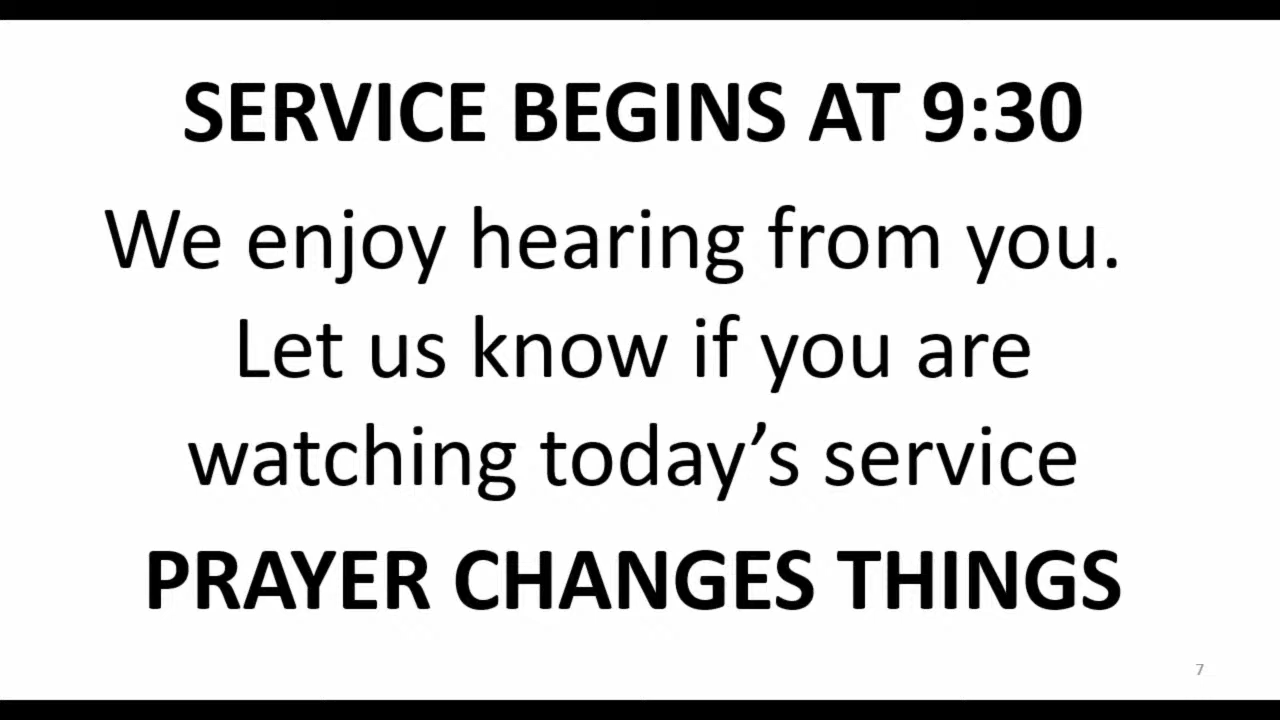 SERVICE BEGINS AT 9:30
We enjoy hearing from you.
Let us know if you are
watching today’s service
PRAYER CHANGES THINGS
7